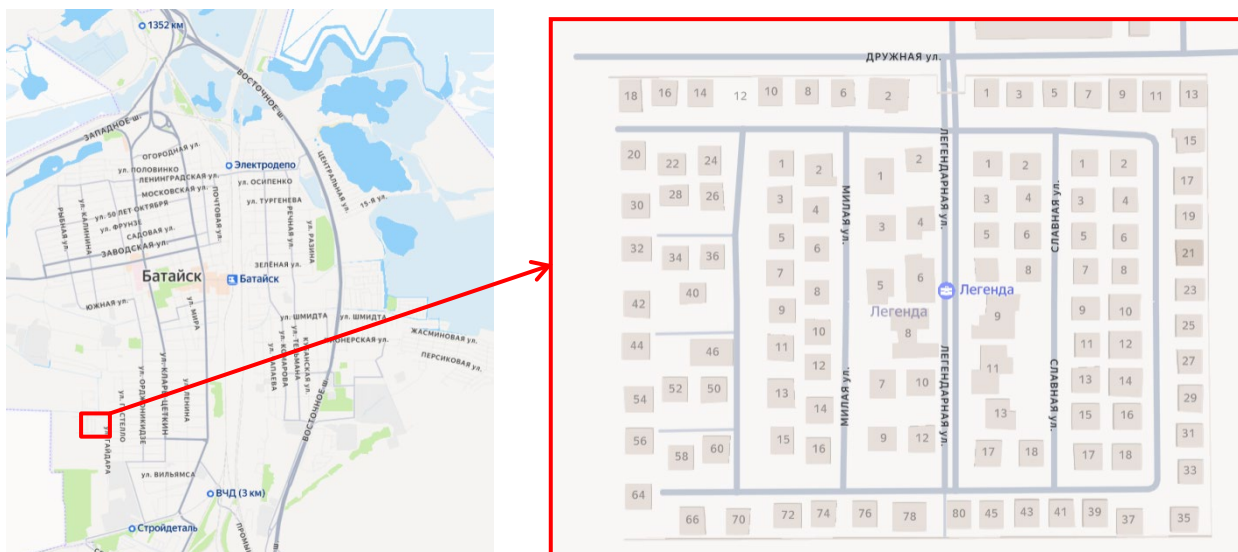 1352 км
ВОСТОЧНОЕ ш.
ЗАПАДНОЕ ш.
ОГОРОДНАЯ ул.
ул. ПОЛОВИНКО
ЛЕНИНГРАДСКАЯ ул.
МОСКОВСКАЯ ул.
Электродепо
ул. ОСИПЕНКО
ЦЕНТРАЛЬНАЯ ул.
15-Я ул.
ул. КАЛИНИНА
РЫБНАЯ ул.
ул. 50 ЛЕТ ОКТЯБРЯ
ул. ФРУНЗЕ
САДОВАЯ ул.
ЗАВОДСКАЯ ул.
ПОЧТОВАЯ ул.
ул. ТУРГЕНЕВА
РЕЧНАЯ ул.
ул. РАЗИНА
ЗЕЛЁНАЯ ул.
Батайск
Батайск
ЮЖНАЯ ул.
ул. МИРА
ул. ШМИДТА
ул. ШМИДТА
ЖАСМИНОВАЯ ул.
ПЕРСИКОВАЯ ул.
ул. ТЕЛЬМАНА
ул. КОМАРОВА
ул. КЛАРЫ ЦЕТКИН
ул. ОРДЖОНИКИДЗЕ
ВОСТОЧНОЕ ш.
ул. ВИЛЬЯМСА
ВЧД (3 км)
Стройдеталь
ДРУЖНАЯ ул.
18 16 14 12 10 8 6 2 1 3 5 7 9 11 13
ЛЕГЕНДАРНАЯ ул.
15
20 22 24 1 2 1 2 1 2 1 2
17
28 26 3 4 3 4 3 4
30 3 4 19
МИЛАЯ ул.
СЛАВНАЯ ул.
32 34 36 5 6 5 6 5 6 21
7 5 6 8 7 8
42 40 8 23
Легенда
Легенда
9 8 9 9 10 25
44 46 11 10 11 12 27
12
ЛЕГЕНДАРНАЯ ул.
СЛАВНАЯ ул.
МИЛАЯ ул.
54 52 50 13 7 10 11 13 14 29
14 13 15 16
56 58 60 15 16 9 12 17 18 17 18 31
33
64
66 70 72 74 76 78 80 45 43 41 39 37 35